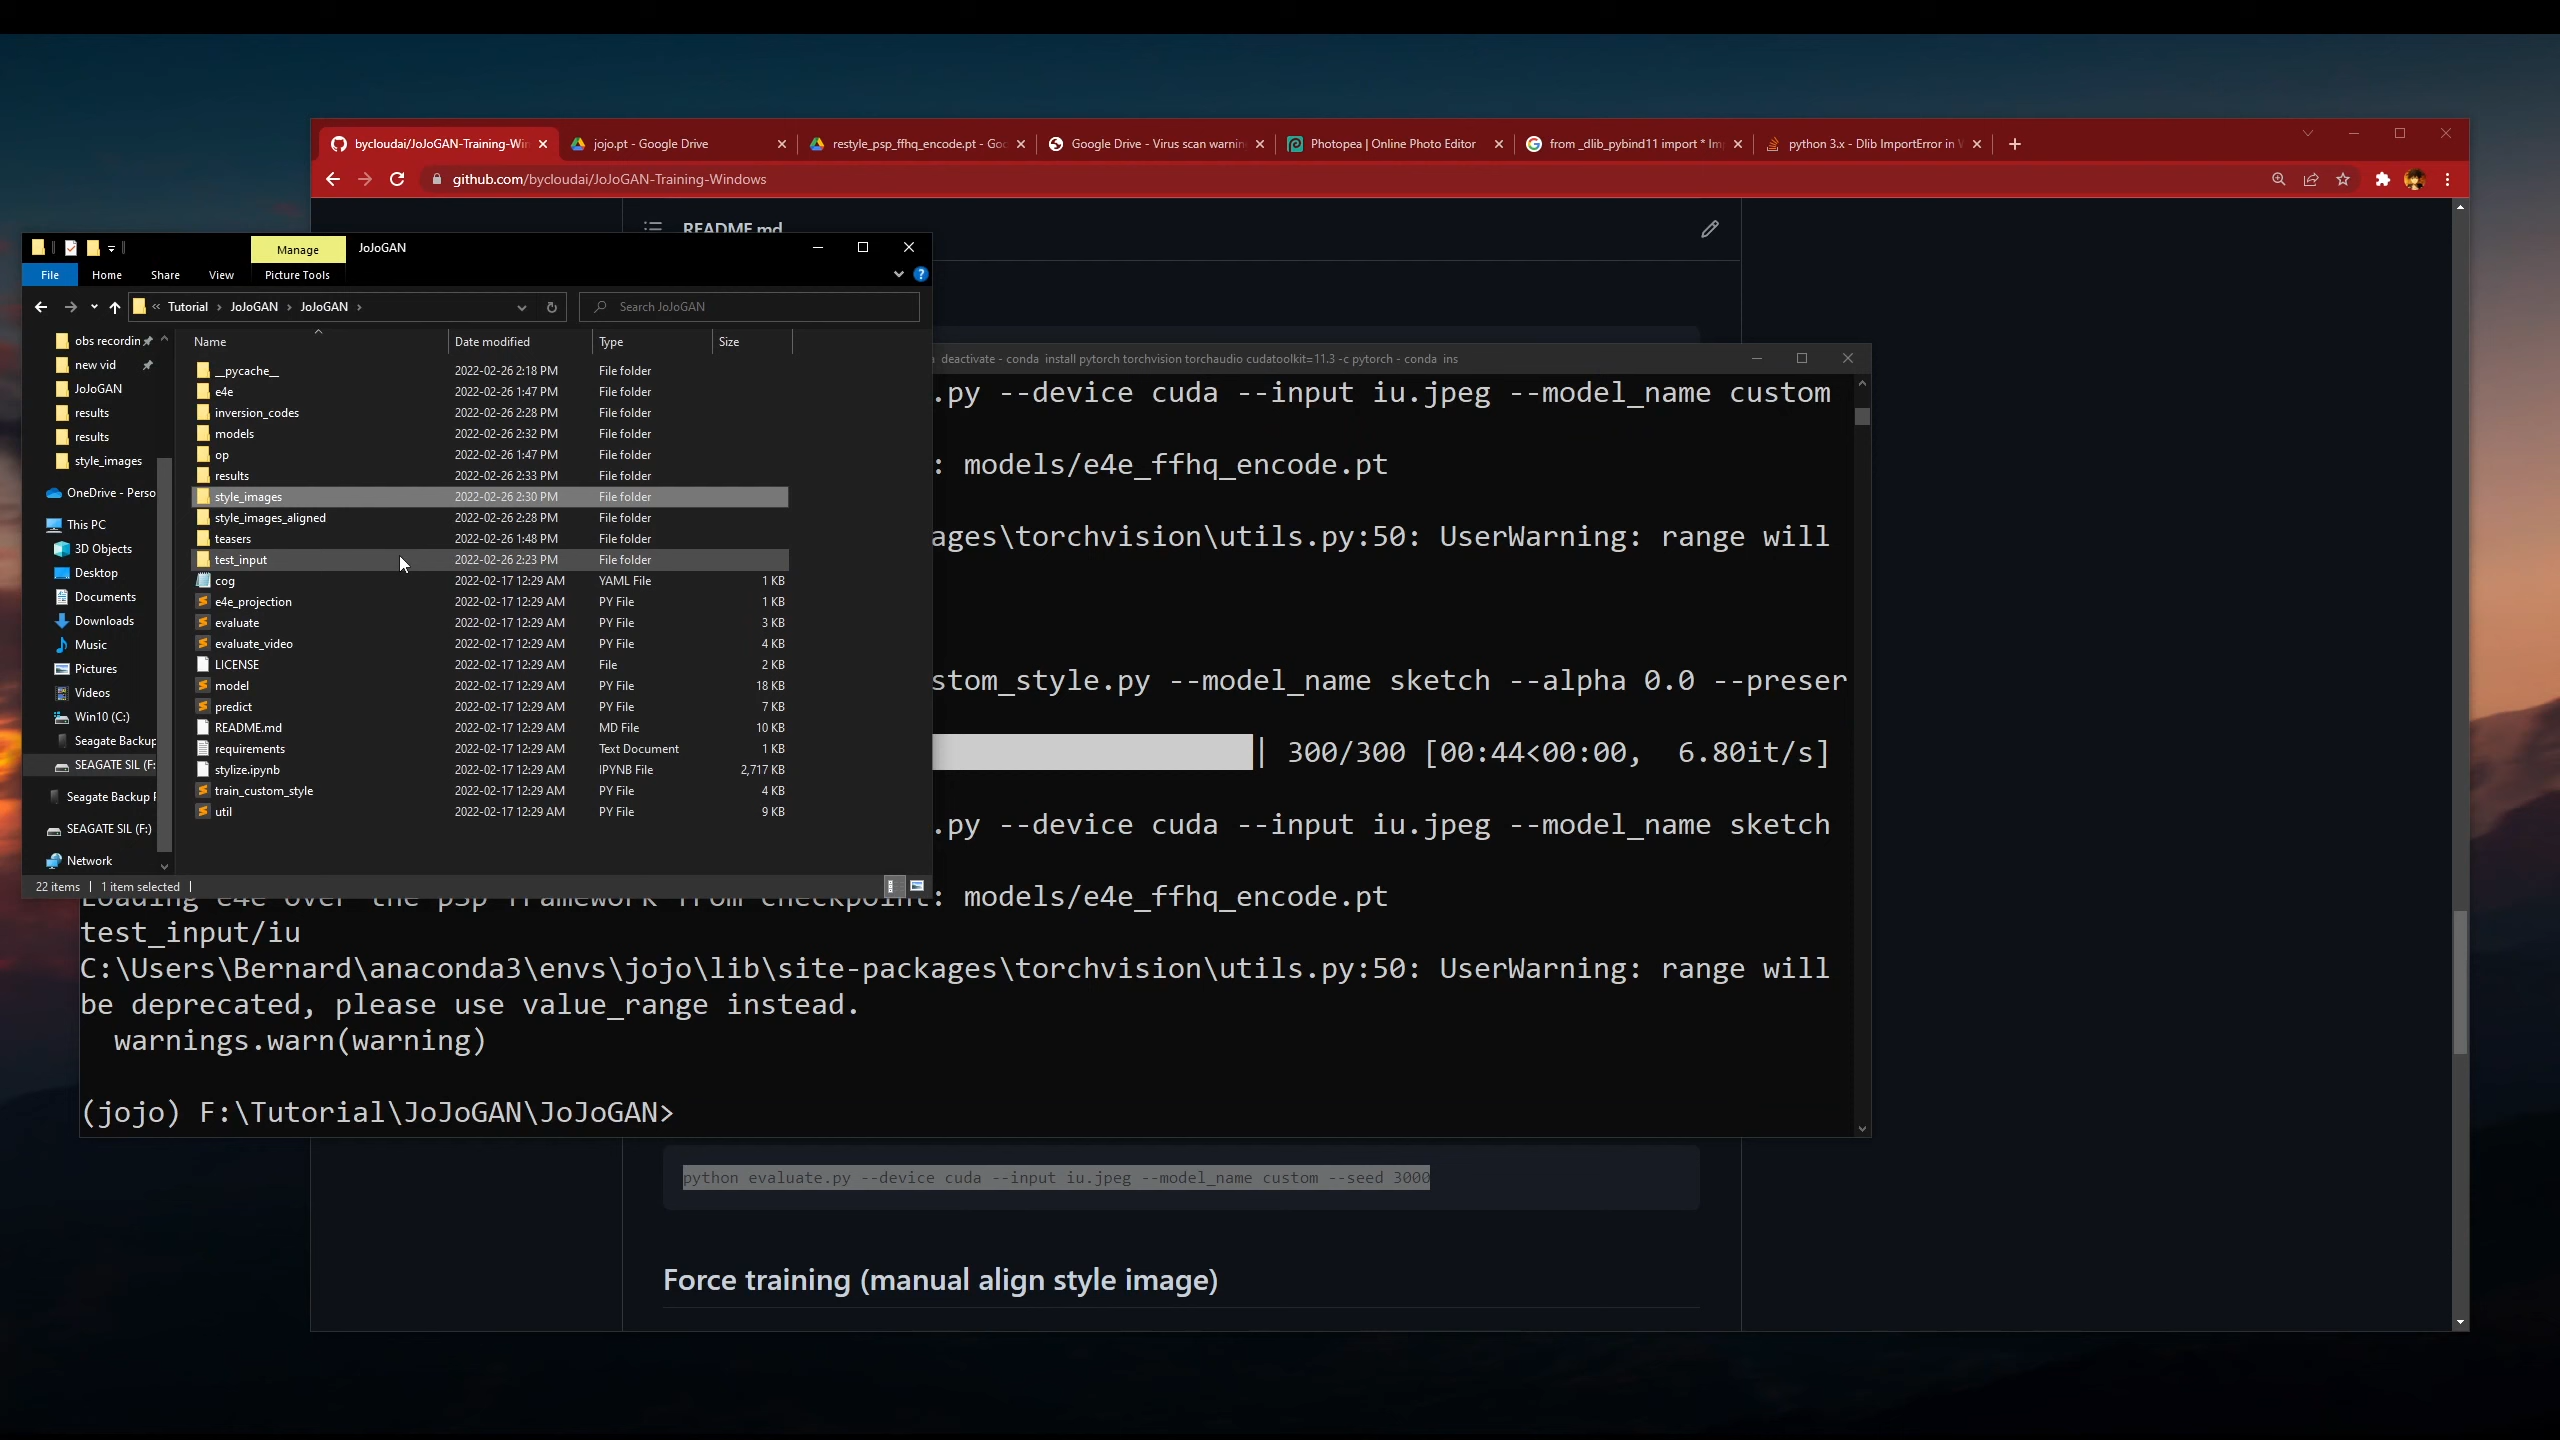 bycloudai/JoJoGAN-Training-Win
jojo.pt - Google Drive
restyle_psp_ffhq_encode.pt - Goo
Google Drive - Virus scan warnin
Photopea | Online Photo Editor
from _dlib_pybind11 import * Im
python 3.x - Dlib ImportError in
github.com/bycloudai/JoJoGAN-Training-Windows
README.md
Manage
JoJoGAN
File
Home
Share
View
Picture Tools
« Tutorial › JoJoGAN › JoJoGAN ›
Search JoJoGAN
obs recordin
new vid
JoJoGAN
results
results
style_images
OneDrive - Perso
This PC
3D Objects
Desktop
Documents
Downloads
Music
Pictures
Videos
Win10 (C:)
Seagate Backup
SEAGATE SIL (F:
Seagate Backup
SEAGATE SIL (F:)
Network
Name Date modified Type Size
__pycache__ 2022-02-26 2:18 PM File folder
e4e 2022-02-26 1:47 PM File folder
inversion_codes 2022-02-26 2:28 PM File folder
models 2022-02-26 2:32 PM File folder
op 2022-02-26 1:47 PM File folder
results 2022-02-26 2:33 PM File folder
style_images 2022-02-26 2:30 PM File folder
style_images_aligned 2022-02-26 2:28 PM File folder
teasers 2022-02-26 1:48 PM File folder
test_input 2022-02-26 2:23 PM File folder
cog 2022-02-17 12:29 AM YAML File 1 KB
e4e_projection 2022-02-17 12:29 AM PY File 1 KB
evaluate 2022-02-17 12:29 AM PY File 3 KB
evaluate_video 2022-02-17 12:29 AM PY File 4 KB
LICENSE 2022-02-17 12:29 AM File 2 KB
model 2022-02-17 12:29 AM PY File 18 KB
predict 2022-02-17 12:29 AM PY File 7 KB
README.md 2022-02-17 12:29 AM MD File 10 KB
requirements 2022-02-17 12:29 AM Text Document 1 KB
stylize.ipynb 2022-02-17 12:29 AM IPYNB File 2,717 KB
train_custom_style 2022-02-17 12:29 AM PY File 4 KB
util 2022-02-17 12:29 AM PY File 9 KB
22 items 1 item selected
deactivate - conda install pytorch torchvision torchaudio cudatoolkit=11.3 -c pytorch - conda ins
.py --device cuda --input iu.jpeg --model_name custom
: models/e4e_ffhq_encode.pt
ages\torchvision\utils.py:50: UserWarning: range will
stom_style.py --model_name sketch --alpha 0.0 --preser
| 300/300 [00:44<00:00, 6.80it/s]
.py --device cuda --input iu.jpeg --model_name sketch
Loading e4e over the pSp framework from checkpoint: models/e4e_ffhq_encode.pt
test_input/iu
C:\Users\Bernard\anaconda3\envs\jojo\lib\site-packages\torchvision\utils.py:50: UserWarning: range will
be deprecated, please use value_range instead.
warnings.warn(warning)
(jojo) F:\Tutorial\JoJoGAN\JoJoGAN>
python evaluate.py --device cuda --input iu.jpeg --model_name custom --seed 3000
Force training (manual align style image)